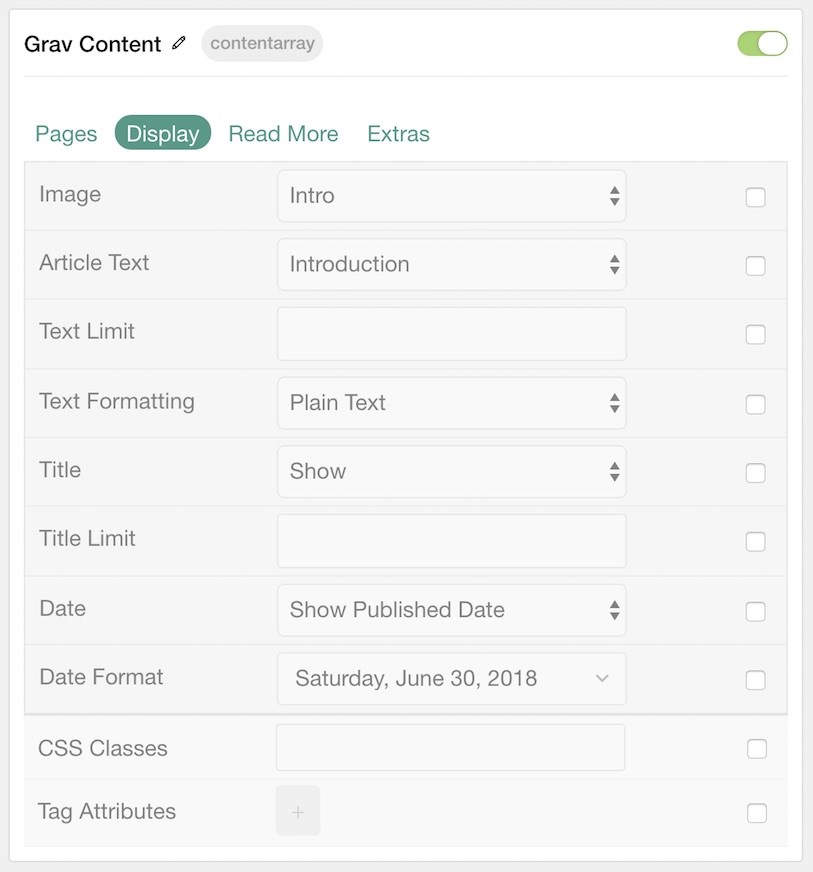 Grav Content contentarray
Pages Display Read More Extras
Image Intro
Article Text Introduction
Text Limit
Text Formatting Plain Text
Title Show
Title Limit
Date Show Published Date
Date Format Saturday, June 30, 2018
CSS Classes
Tag Attributes +